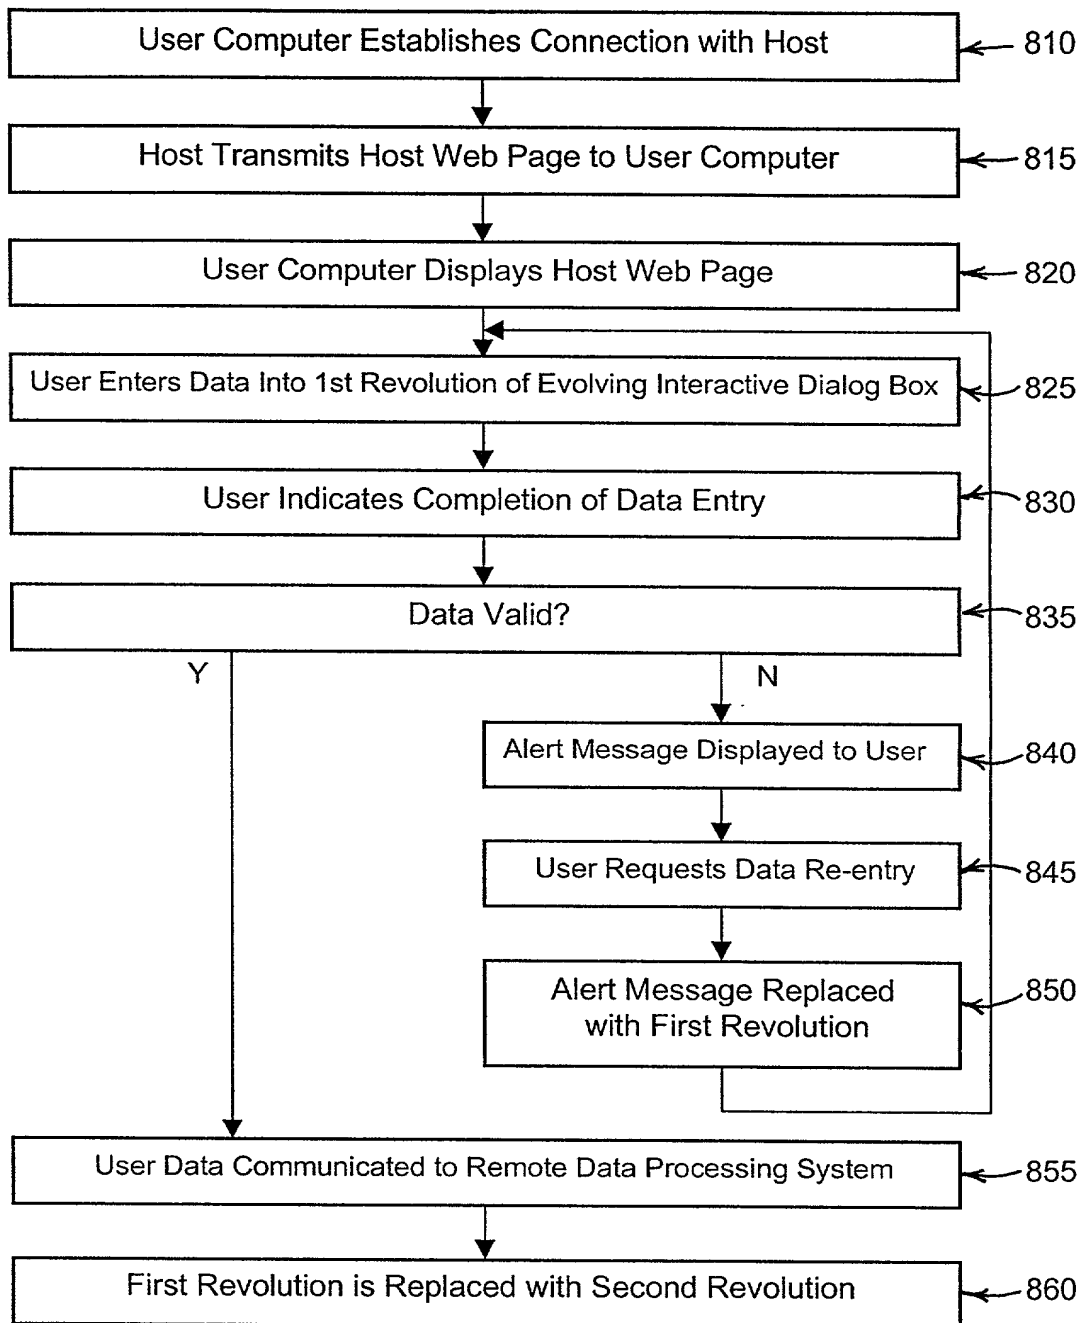 User Computer Establishes Connection with Host
810
Host Transmits Host Web Page to User Computer
815
User Computer Displays Host Web Page
820
User Enters Data Into 1st Revolution of Evolving Interactive Dialog Box
825
User Indicates Completion of Data Entry
830
Data Valid?
835
Y
N
Alert Message Displayed to User
840
User Requests Data Re-entry
845
Alert Message Replaced
with First Revolution
850
User Data Communicated to Remote Data Processing System
855
First Revolution is Replaced with Second Revolution
860